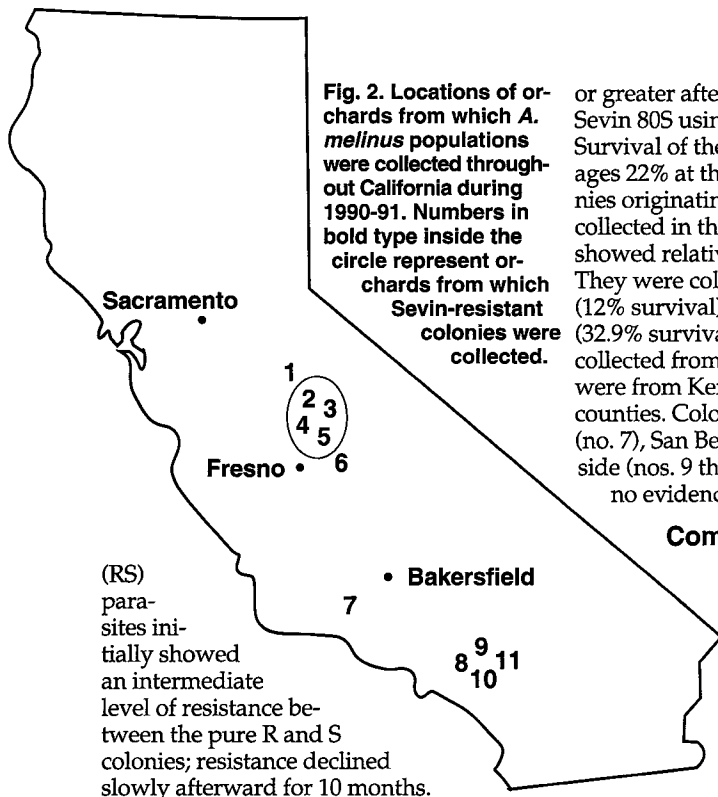 Fig. 2. Locations of or-
chards from which A.
melinus populations
were collected through-
out California during
1990-91. Numbers in
bold type inside the
circle represent or-
chards from which
Sevin-resistant
colonies were
collected.
or greater afte
Sevin 80S usin
Survival of the
ages 22% at th
nies originatin
collected in th
showed relativ
They were col
(12% survival)
(32.9% surviva
collected from
were from Ker
counties. Colo
(no. 7), San Be
side (nos. 9 th
no evidenc
Com
Sacramento
1
2 3
4
5
Fresno
6
Bakersfield
7
9
8 11
10
(RS)
para-
sites ini-
tially showed
an intermediate
level of resistance be-
tween the pure R and S
colonies; resistance declined
slowly afterward for 10 months.